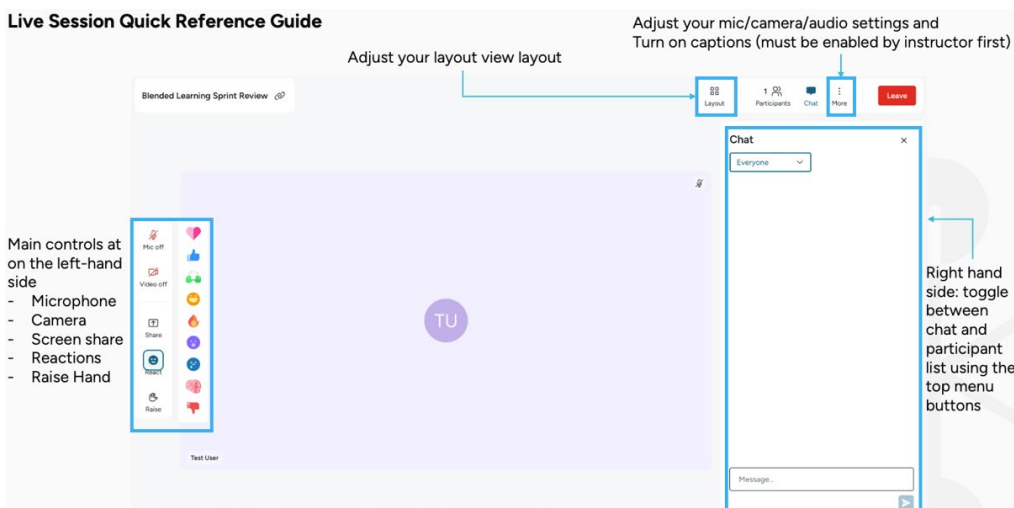 Live Session Quick Reference Guide
Adjust your mic/camera/audio settings and
Turn on captions (must be enabled by instructor first)
Adjust your layout view layout
Blended Learning Sprint Review
Layout
1
Participants
Chat
More
Leave
Chat
Everyone
Main controls at
on the left-hand
side
- Microphone
- Camera
- Screen share
- Reactions
- Raise Hand
Mic off
Video off
Share
React
Raise
TU
Test User
Right hand
side: toggle
between
chat and
participant
list using the
top menu
buttons
Message...